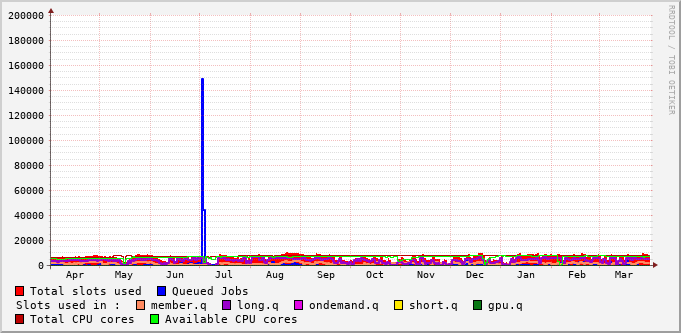 RRDTOOL / TOBI OETIKER
200000
180000
160000
140000
120000
100000
80000
60000
40000
20000
0
Apr May Jun Jul Aug Sep Oct Nov Dec Jan Feb Mar
Total slots used Queued Jobs
Slots used in : member.q long.q ondemand.q short.q gpu.q
Total CPU cores Available CPU cores